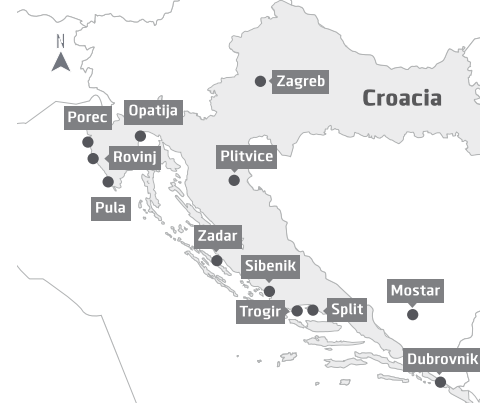 N
Zagreb
Croacia
Opatija
Porec
Rovinj
Plitvice
Pula
Zadar
Sibenik
Mostar
Trogir
Split
Dubrovnik